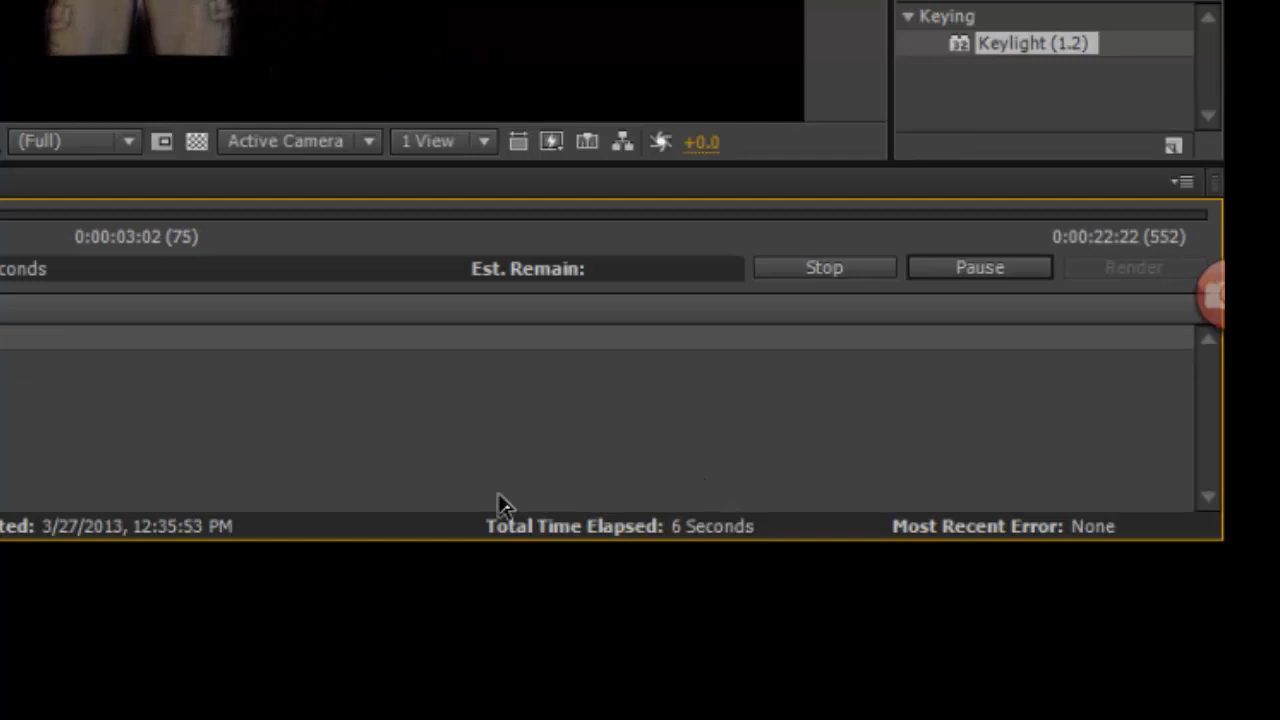 Keying
Keylight (1.2)
(Full) Active Camera 1 View +0.0
0:00:03:02 (75) 0:00:22:22 (552)
conds Est. Remain: Stop Pause Render
ted: 3/27/2013, 12:35:53 PM Total Time Elapsed: 6 Seconds Most Recent Error: None